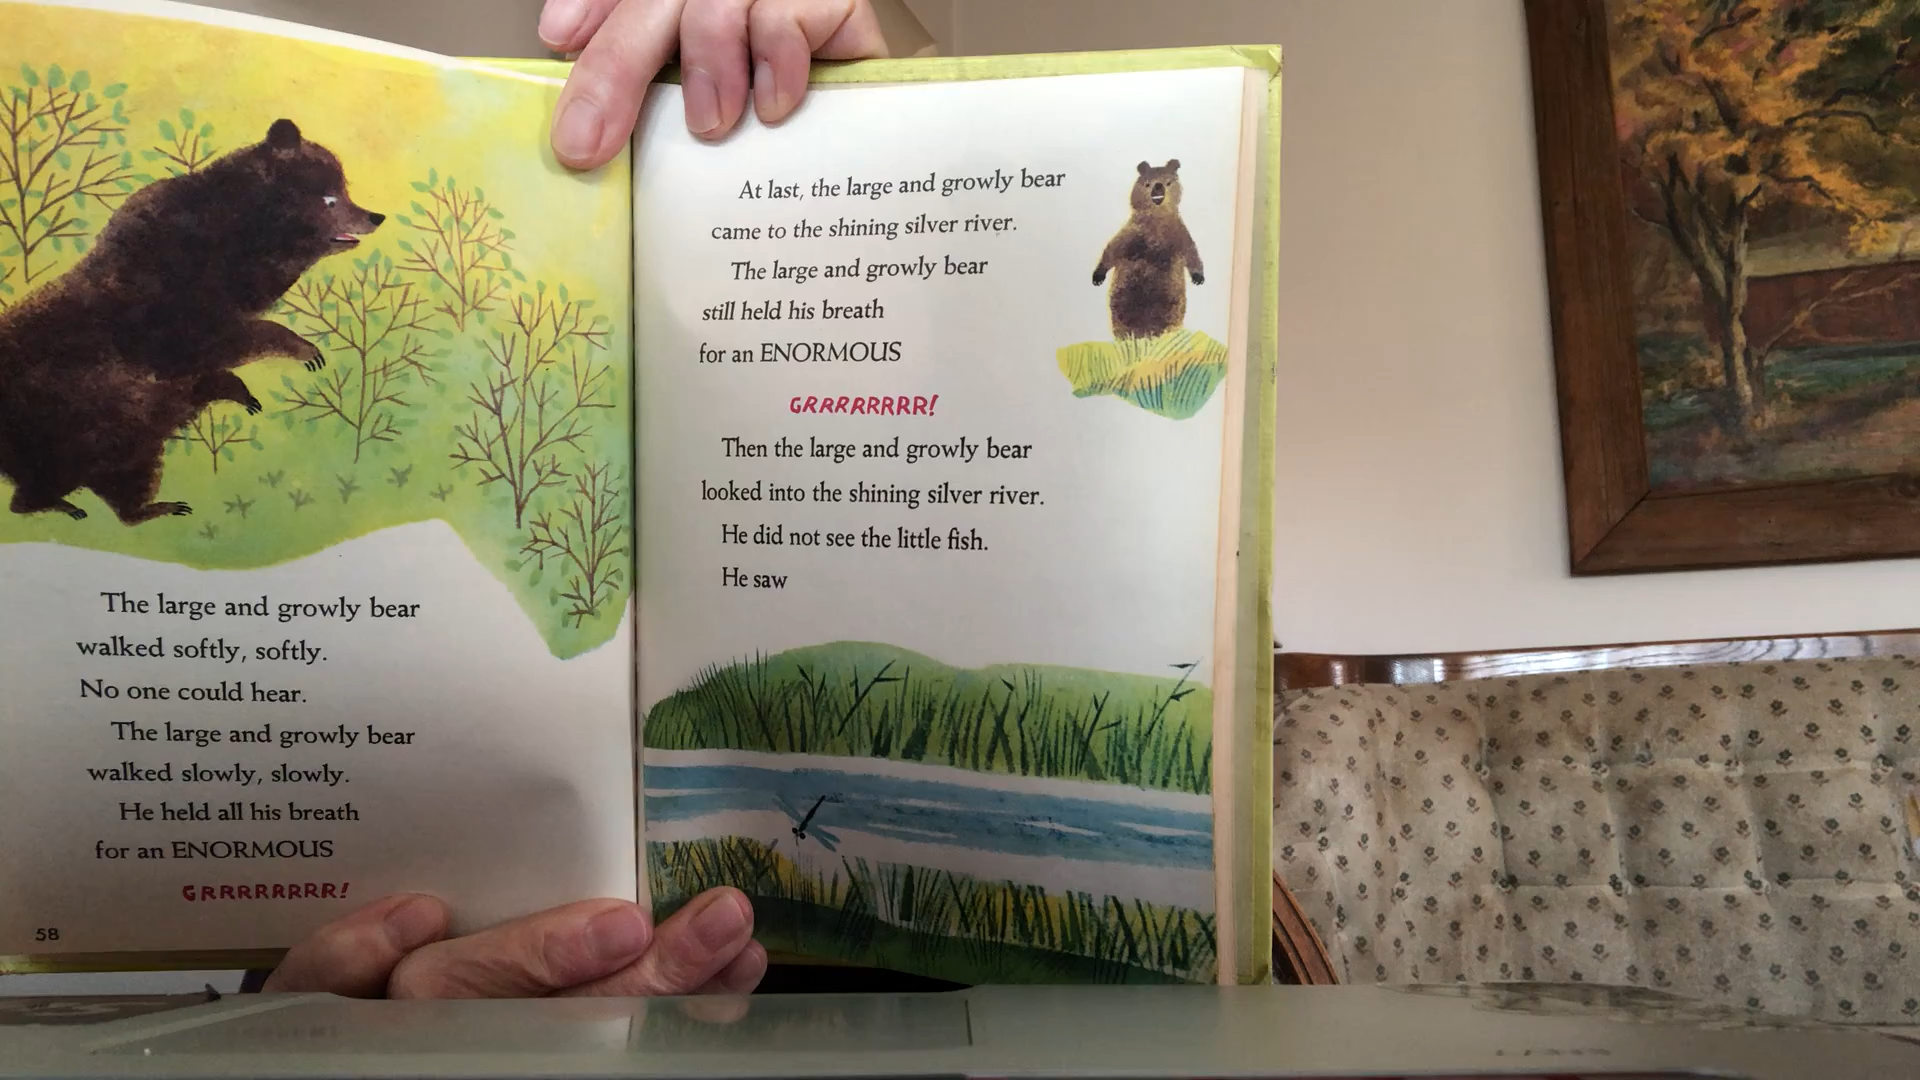 The large and growly bear
walked softly, softly.
No one could hear.
The large and growly bear
walked slowly, slowly.
He held all his breath
for an ENORMOUS
GRRRRRRRR!
58
At last, the large and growly bear
came to the shining silver river.
The large and growly bear
still held his breath
for an ENORMOUS
GRRRRRRRR!
Then the large and growly bear
looked into the shining silver river.
He did not see the little fish.
He saw